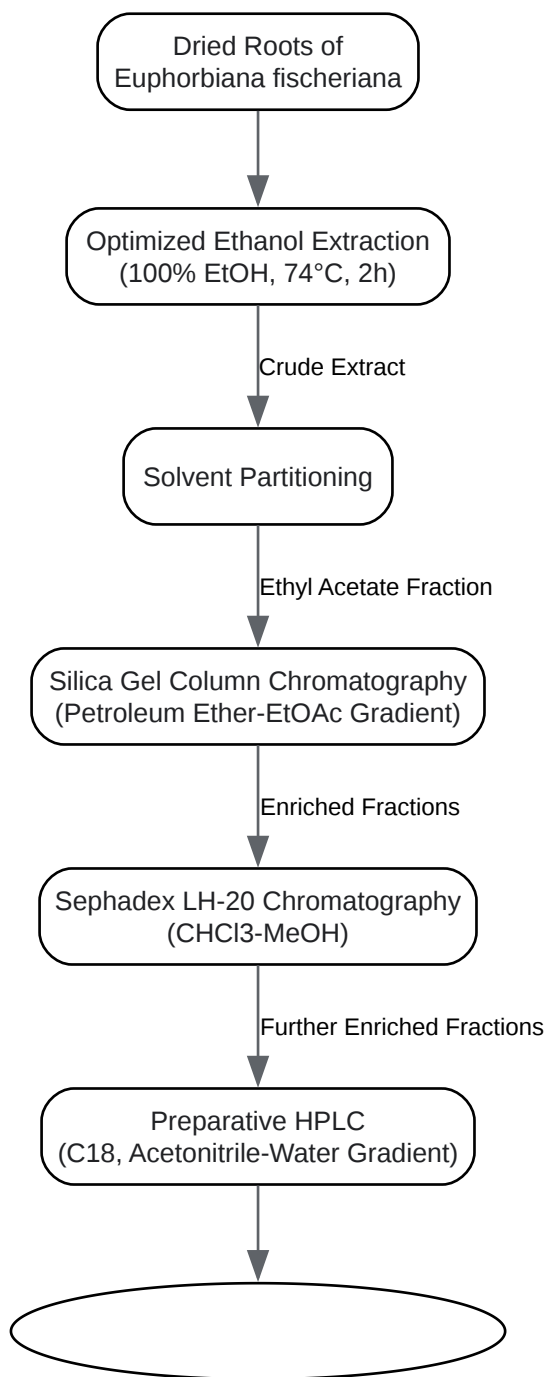 Dried Roots of
Euphorbiana fischeriana
Optimized Ethanol Extraction
(100% EtOH, 74°C, 2h)
Crude Extract
Solvent Partitioning
Ethyl Acetate Fraction
Silica Gel Column Chromatography
(Petroleum Ether-EtOAc Gradient)
Enriched Fractions
Sephadex LH-20 Chromatography
(CHCl3-MeOH)
Further Enriched Fractions
Preparative HPLC
(C18, Acetonitrile-Water Gradient)